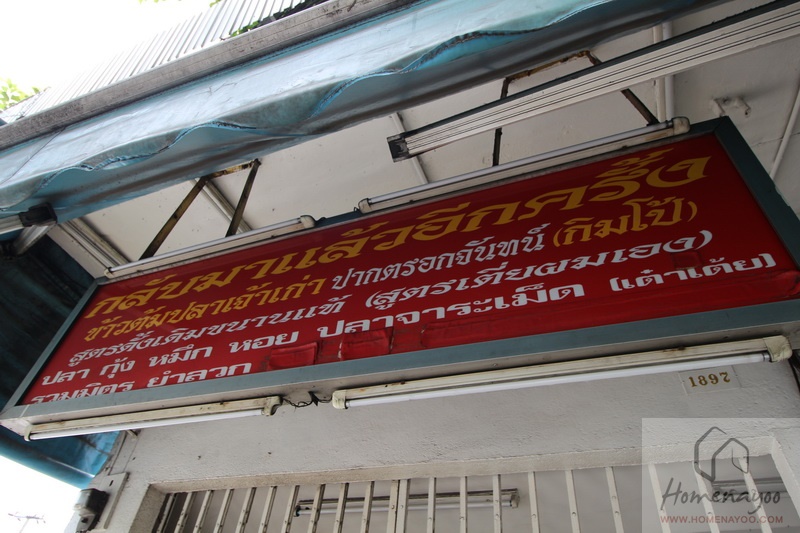 กลับมาแล้วอีกครั้ง
ข้าวต้มปลาเจ้าเก่า ปากตรอกจันทน์ (กิมโป้)
สูตรดั้งเดิมขนานแท้ (สูตรเตี่ยผมเอง)
ปลา กุ้ง หมึก หอย ปลาจาระเม็ด (เต๋าเต้ย)
รวมมิตร ยำลวก
1897
Homenayoo
WWW.HOMENAYOO.COM